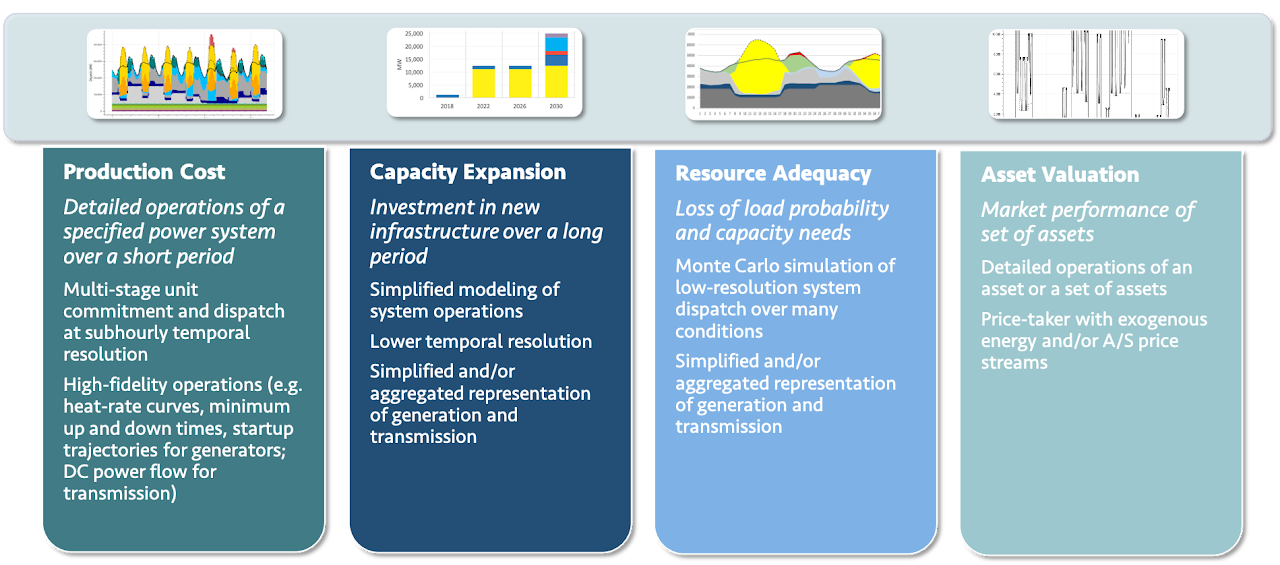 25,000
20,000
15,000
10,000
5,000
0
MW
2018
2022
2026
2030
Production Cost
Detailed operations of a
specified power system
over a short period
Multi-stage unit
commitment and dispatch
at subhourly temporal
resolution
High-fidelity operations (e.g.
heat-rate curves, minimum
up and down times, startup
trajectories for generators;
DC power flow for
transmission)
Capacity Expansion
Investment in new
infrastructure over a long
period
Simplified modeling of
system operations
Lower temporal resolution
Simplified and/or
aggregated representation
of generation and
transmission
Resource Adequacy
Loss of load probability
and capacity needs
Monte Carlo simulation of
low-resolution system
dispatch over many
conditions
Simplified and/or
aggregated representation
of generation and
transmission
Asset Valuation
Market performance of
set of assets
Detailed operations of an
asset or a set of assets
Price-taker with exogenous
energy and/or A/S price
streams